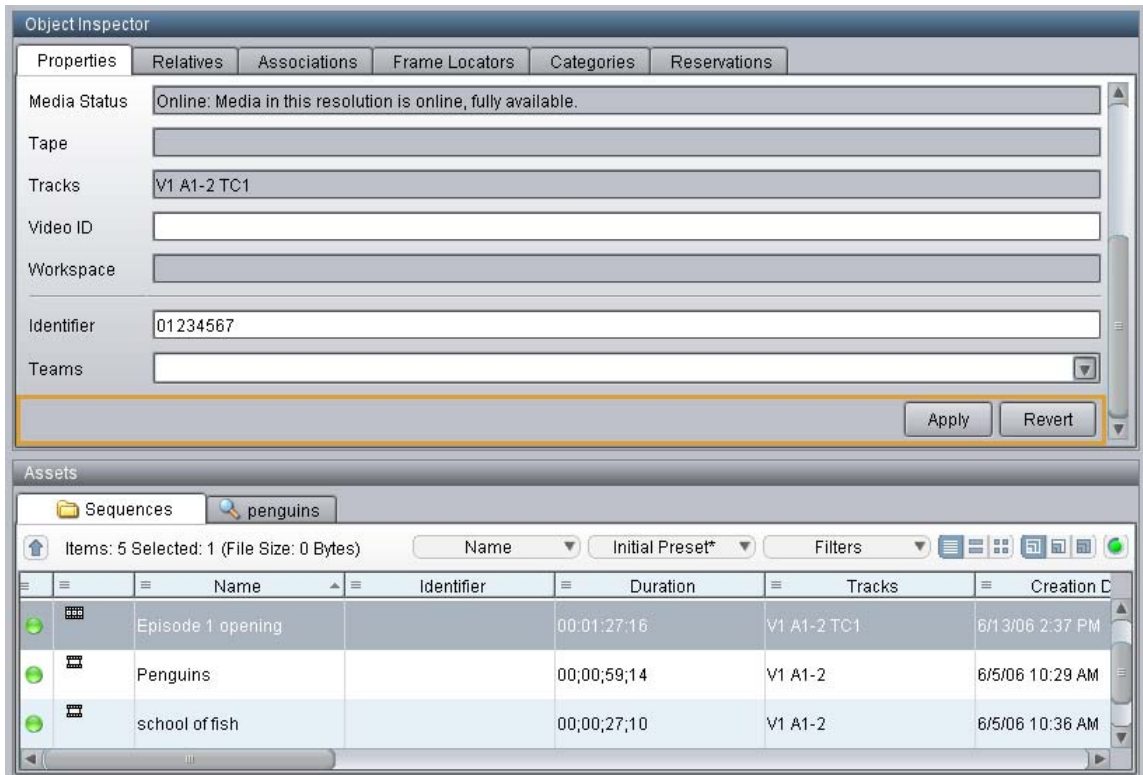 Object Inspector
Properties Relatives Associations Frame Locators Categories Reservations
Media Status Online: Media in this resolution is online, fully available.
Tape
Tracks V1 A1-2 TC1
Video ID
Workspace
Identifier 01234567
Teams
Apply Revert
Assets
Sequences penguins
Items: 5 Selected: 1 (File Size: 0 Bytes) Name Initial Preset* Filters
Name Identifier Duration Tracks Creation D
Episode 1 opening 00:01:27:16 V1 A1-2 TC1 6/13/06 2:37 PM
Penguins 00;00;59;14 V1 A1-2 6/5/06 10:29 AM
school of fish 00;00;27;10 V1 A1-2 6/5/06 10:36 AM